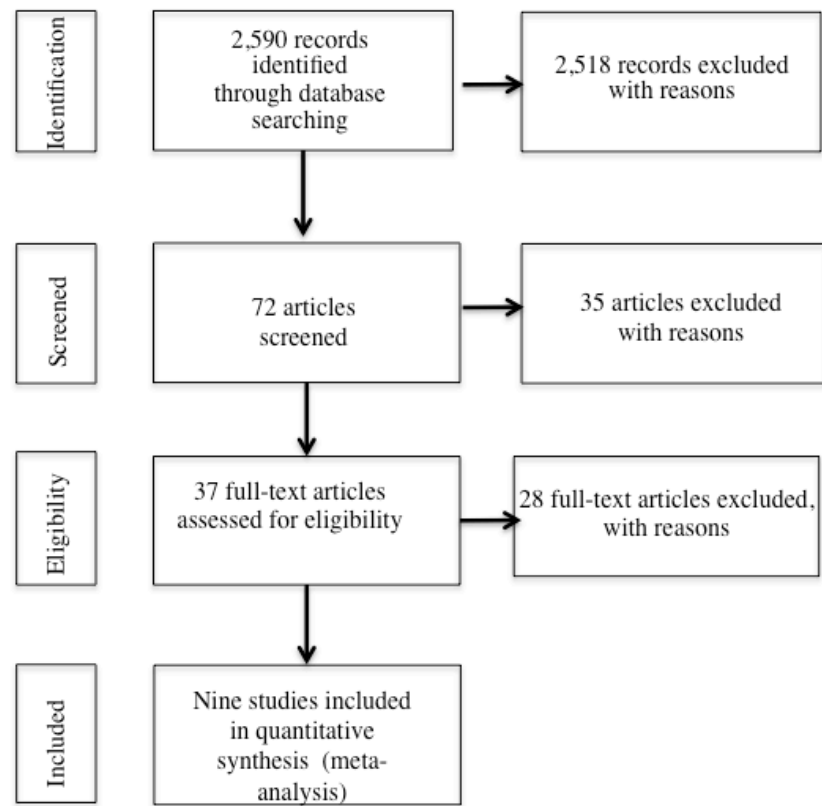 Identification
2,590 records
identified
through database
searching
2,518 records excluded
with reasons
Screened
72 articles
screened
35 articles excluded
with reasons
Eligibility
37 full-text articles
assessed for eligibility
28 full-text articles excluded,
with reasons
Included
Nine studies included
in quantitative
synthesis (meta-
analysis)